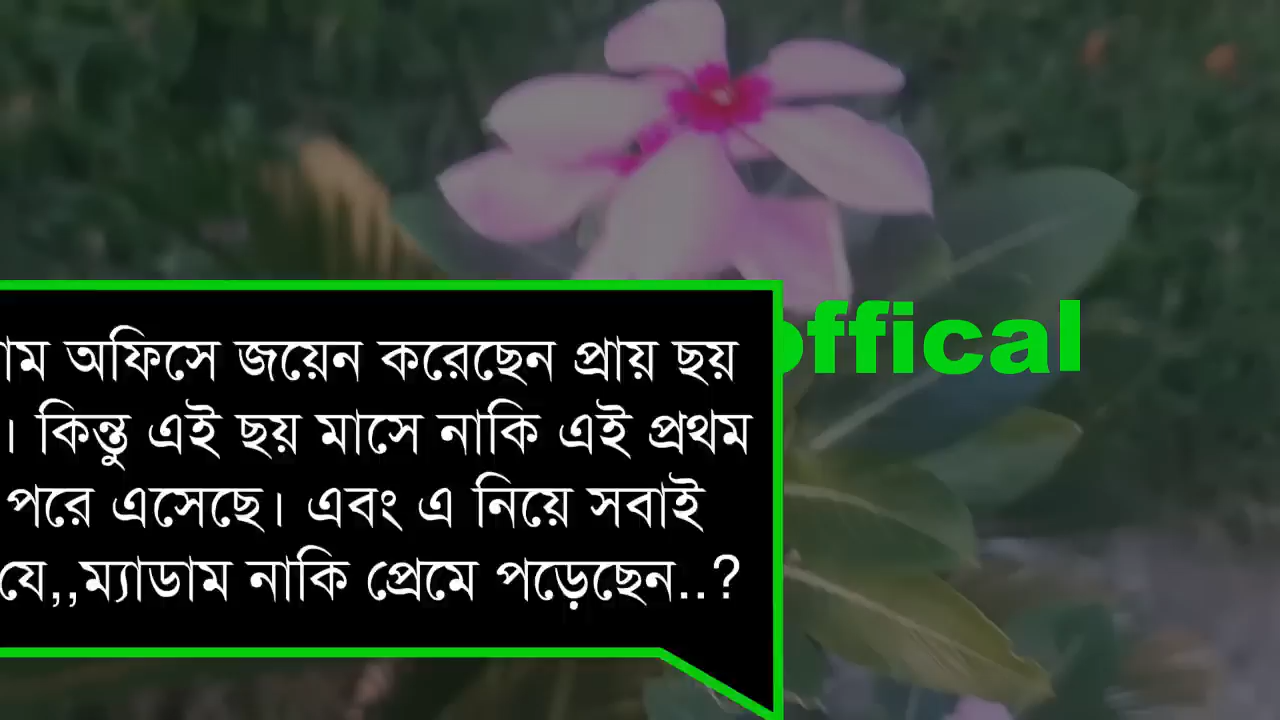 অফিসে জয়েন করেছেন প্রায় ছয়
। কিন্তু এই ছয় মাসে নাকি এই প্রথম
পরে এসেছে। এবং এ নিয়ে সবাই
যে,,ম্যাডাম নাকি প্রেমে পড়েছেন..?
offical